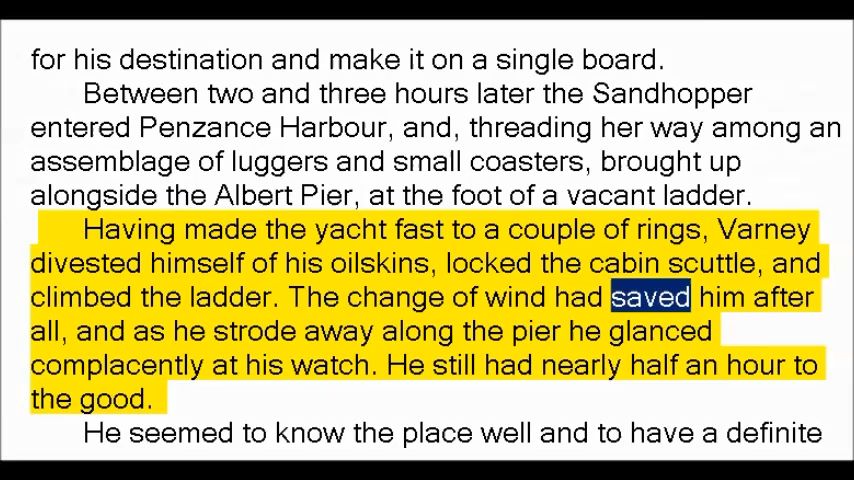 for his destination and make it on a single board.
Between two and three hours later the Sandhopper
entered Penzance Harbour, and, threading her way among an
assemblage of luggers and small coasters, brought up
alongside the Albert Pier, at the foot of a vacant ladder.
Having made the yacht fast to a couple of rings, Varney
divested himself of his oilskins, locked the cabin scuttle, and
climbed the ladder. The change of wind had saved him after
all, and as he strode away along the pier he glanced
complacently at his watch. He still had nearly half an hour to
the good.
He seemed to know the place well and to have a definite